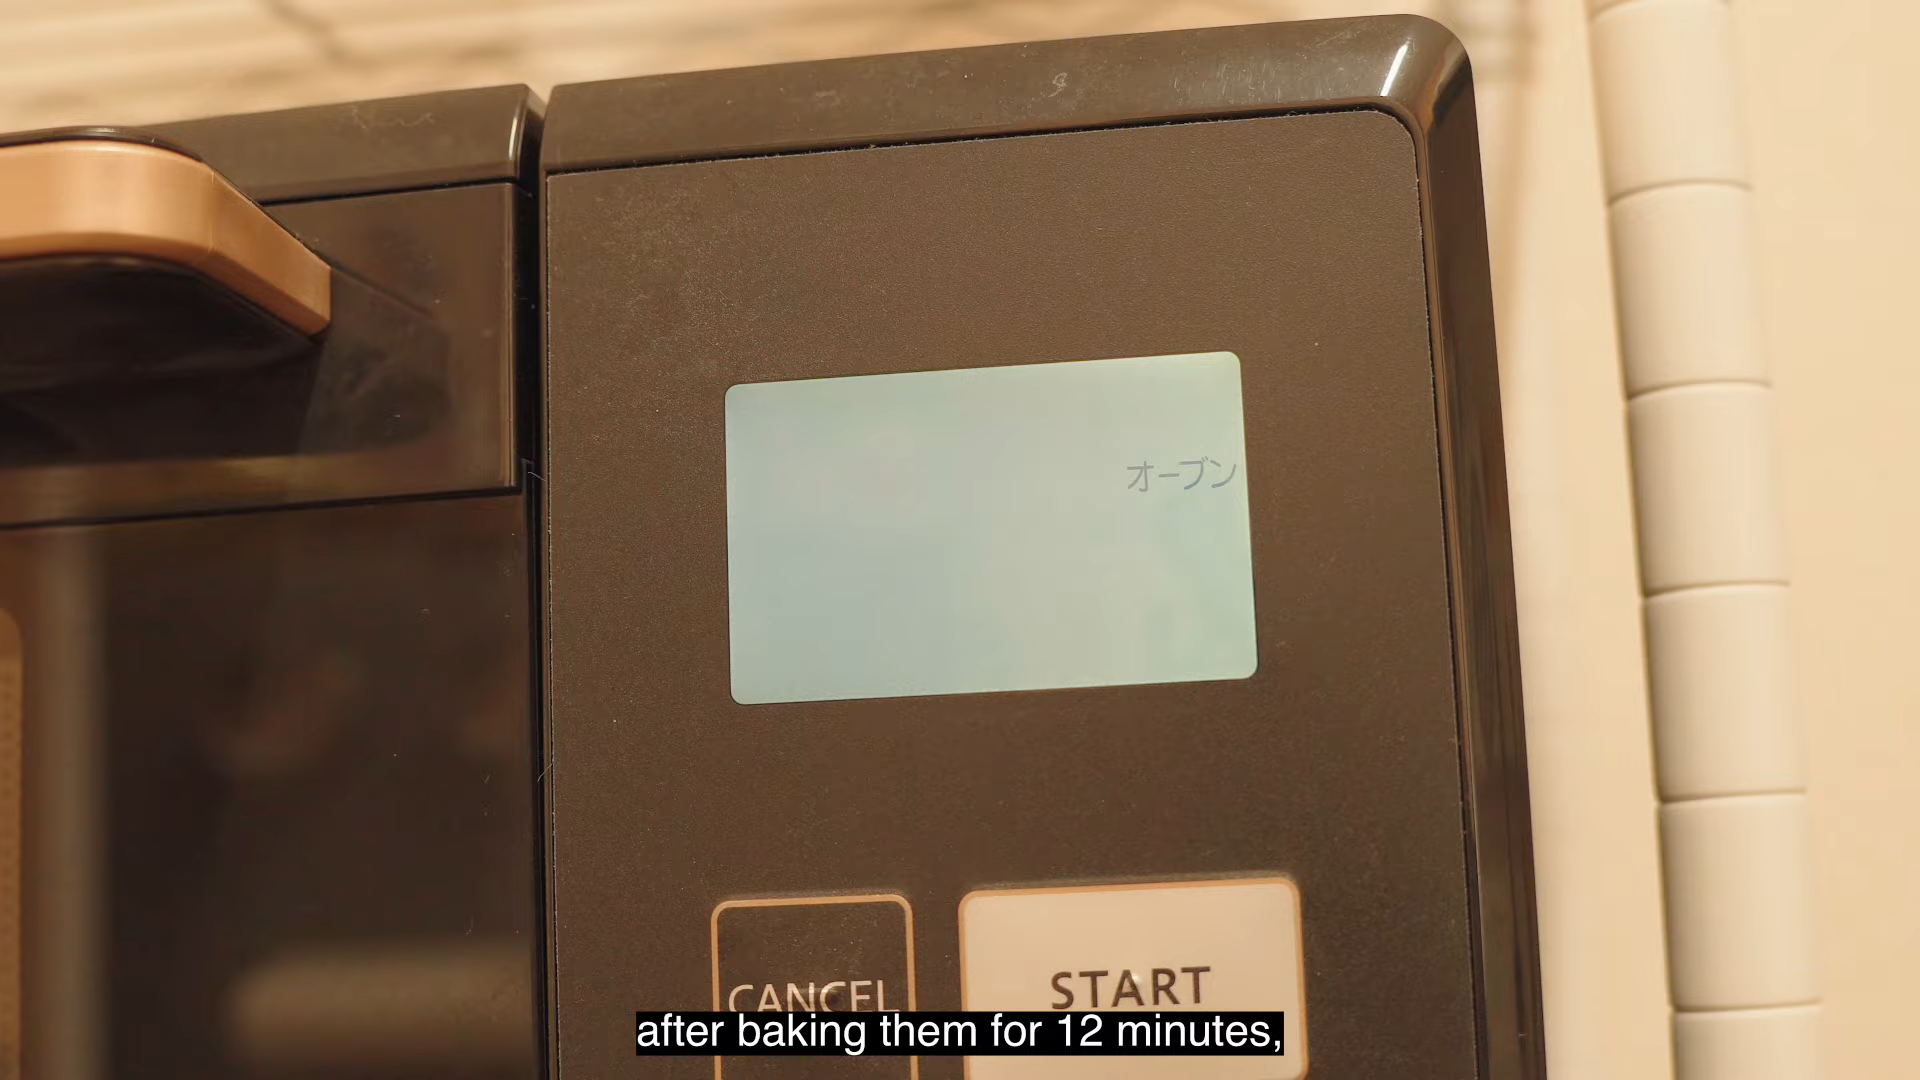 オーブン
CANCEL
START
after baking them for 12 minutes,